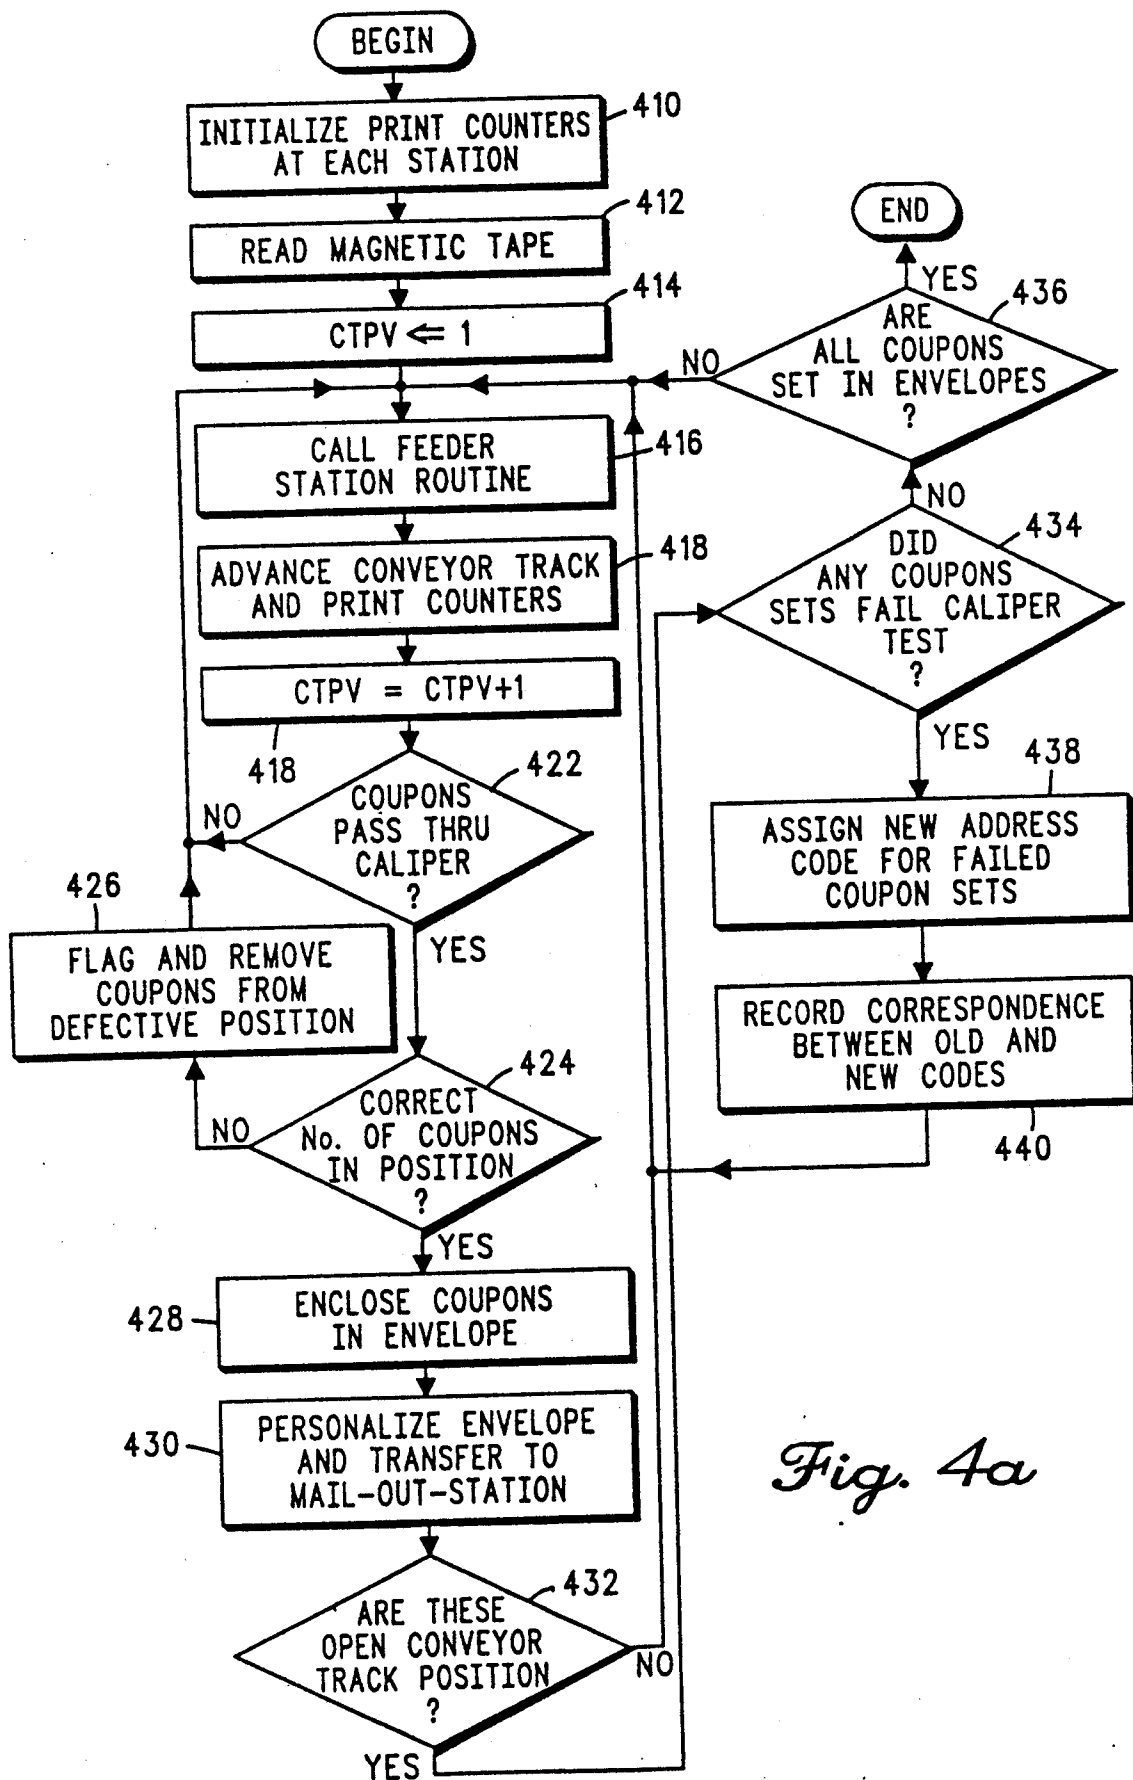 BEGIN
INITIALIZE PRINT COUNTERS
AT EACH STATION
410
READ MAGNETIC TAPE
412
CTPV ⇐ 1
414
CALL FEEDER
STATION ROUTINE
416
ADVANCE CONVEYOR TRACK
AND PRINT COUNTERS
418
CTPV = CTPV+1
418
COUPONS
PASS THRU
CALIPER
?
422
NO
YES
426
FLAG AND REMOVE
COUPONS FROM
DEFECTIVE POSITION
CORRECT
No. OF COUPONS
IN POSITION
?
424
NO
YES
ENCLOSE COUPONS
IN ENVELOPE
428
PERSONALIZE ENVELOPE
AND TRANSFER TO
MAIL-OUT-STATION
430
ARE THESE
OPEN CONVEYOR
TRACK POSITION
?
432
NO
YES
END
YES
ARE
ALL COUPONS
SET IN ENVELOPES
?
436
NO
NO
DID
ANY COUPONS
SETS FAIL CALIPER
TEST
?
434
YES
438
ASSIGN NEW ADDRESS
CODE FOR FAILED
COUPON SETS
RECORD CORRESPONDENCE
BETWEEN OLD AND
NEW CODES
440
Fig. 4a